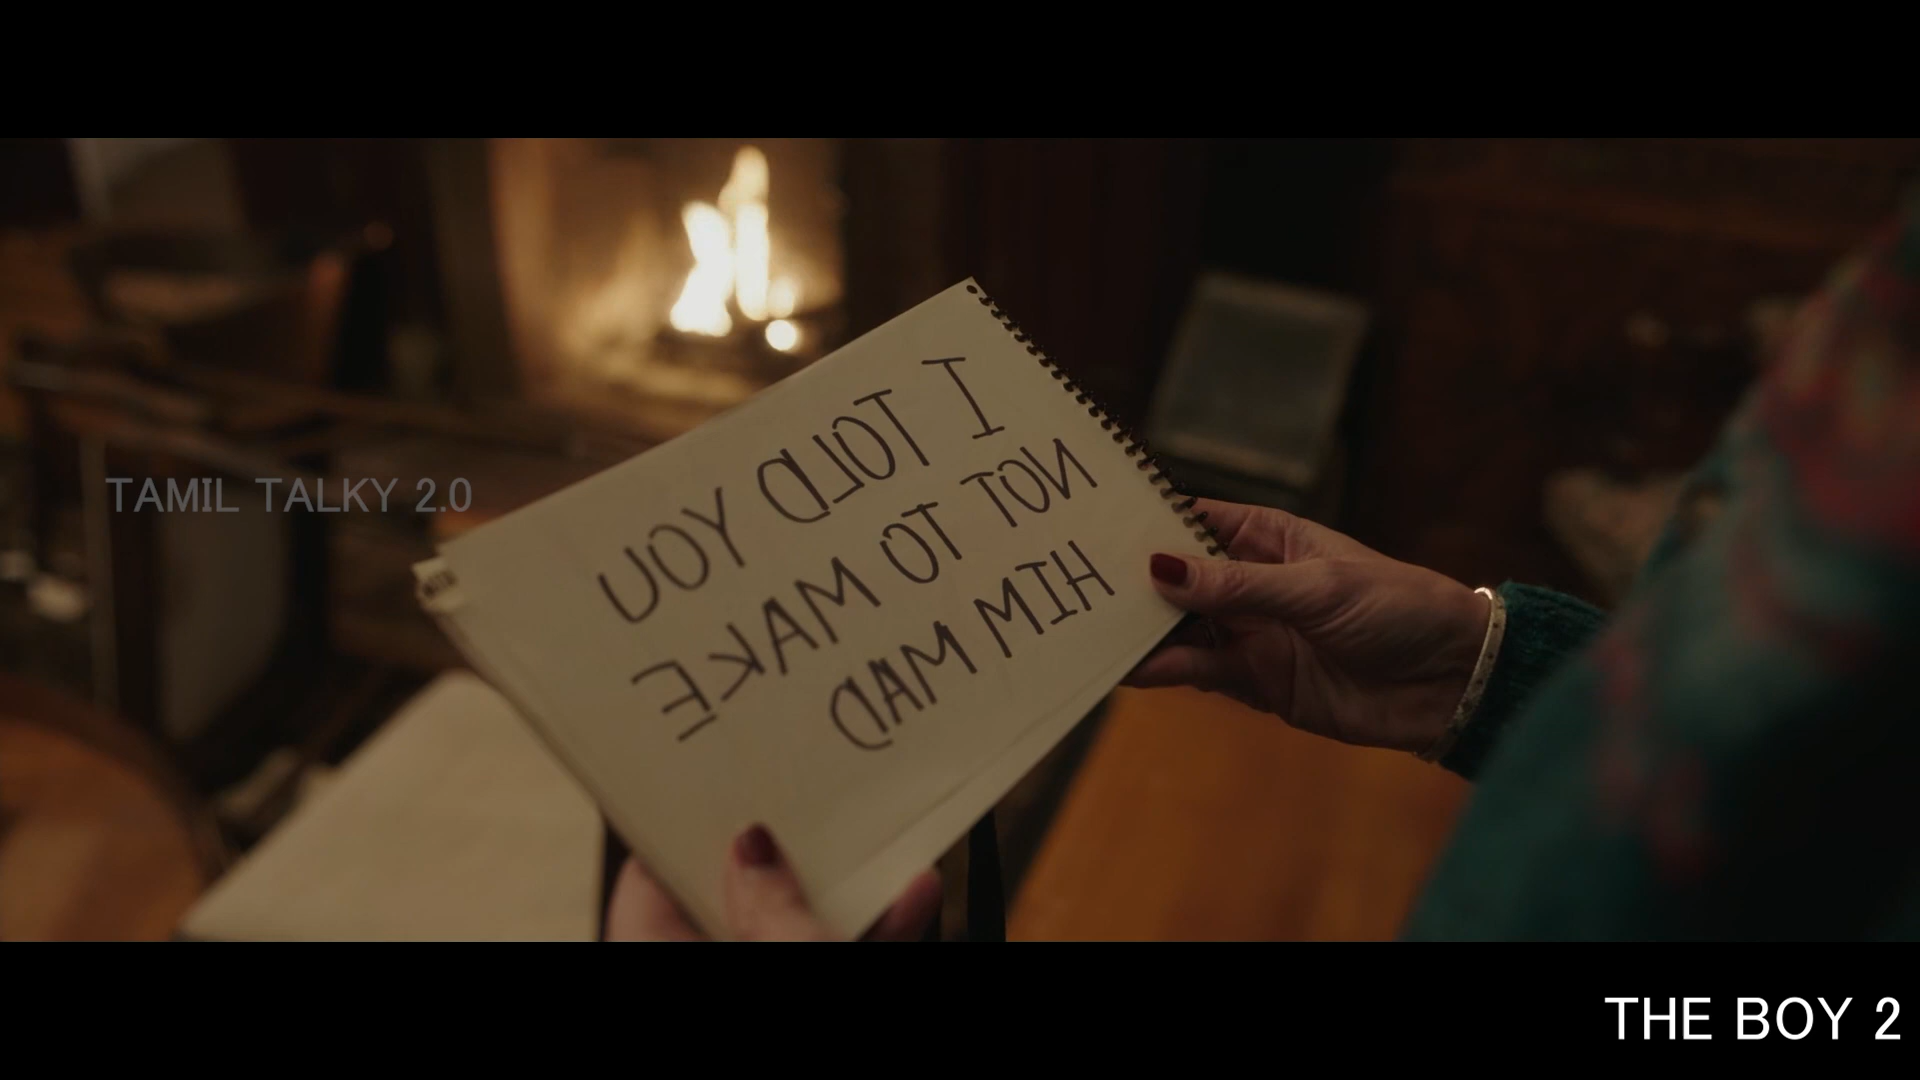 I TOLD YOU
NOT TO MAKE
HIM MAD
TAMIL TALKY 2.0
THE BOY 2